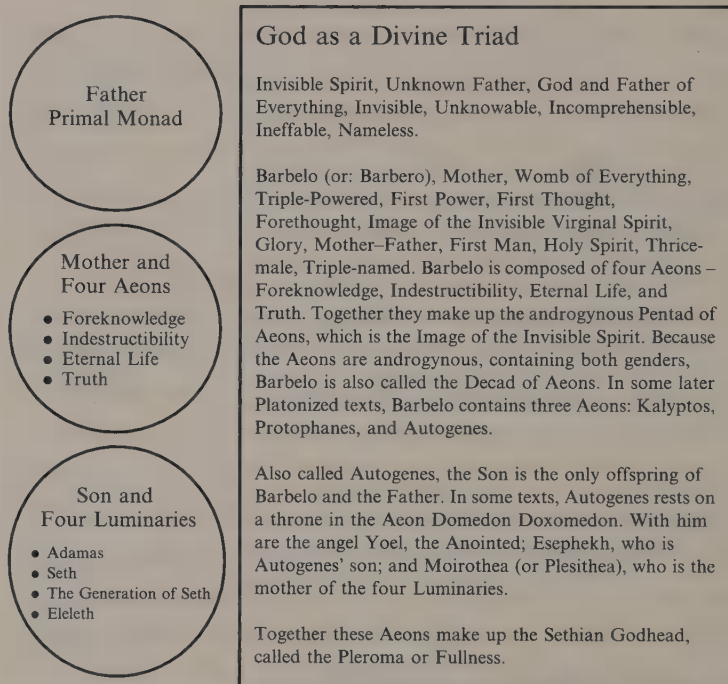 Father
Primal Monad
Mother and
Four Aeons
• Foreknowledge
• Indestructibility
• Eternal Life
• Truth
Son and
Four Luminaries
• Adamas
• Seth
• The Generation of Seth
• Eleleth
God as a Divine Triad
Invisible Spirit, Unknown Father, God and Father of
Everything, Invisible, Unknowable, Incomprehensible,
Ineffable, Nameless.
Barbelo (or: Barbero), Mother, Womb of Everything,
Triple-Powered, First Power, First Thought,
Forethought, Image of the Invisible Virginal Spirit,
Glory, Mother–Father, First Man, Holy Spirit, Thrice-
male, Triple-named. Barbelo is composed of four Aeons –
Foreknowledge, Indestructibility, Eternal Life, and
Truth. Together they make up the androgynous Pentad of
Aeons, which is the Image of the Invisible Spirit. Because
the Aeons are androgynous, containing both genders,
Barbelo is also called the Decad of Aeons. In some later
Platonized texts, Barbelo contains three Aeons: Kalyptos,
Protophanes, and Autogenes.
Also called Autogenes, the Son is the only offspring of
Barbelo and the Father. In some texts, Autogenes rests on
a throne in the Aeon Domedon Doxomedon. With him
are the angel Yoel, the Anointed; Esephekh, who is
Autogenes' son; and Moirothea (or Plesithea), who is the
mother of the four Luminaries.
Together these Aeons make up the Sethian Godhead,
called the Pleroma or Fullness.